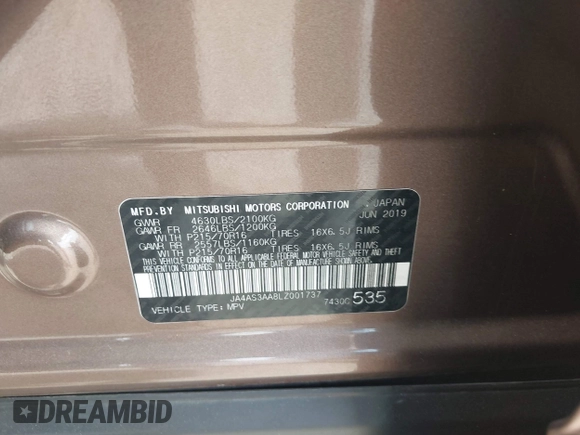 MFD.BY MITSUBISHI MOTORS CORPORATION JAPAN
GVWR 4630LBS/2100KG JUN 2019
GAWR FR 2646LBS/1200KG
WITH P215/70R16 TIRES 16X6.5J RIMS
GAWR RR 2557LBS/1160KG
WITH P215/70R16 TIRES 16X6.5J RIMS
THIS VEHICLE CONFORMS TO ALL APPLICABLE FEDERAL MOTOR VEHICLE SAFETY AND THEFT
PREVENTION STANDARDS IN EFFECT ON THE DATE OF MANUFACTURE SHOWN ABOVE.
JA4AS3AA8LZ001737
VEHICLE TYPE: MPV 7430C 535
DREAMBID